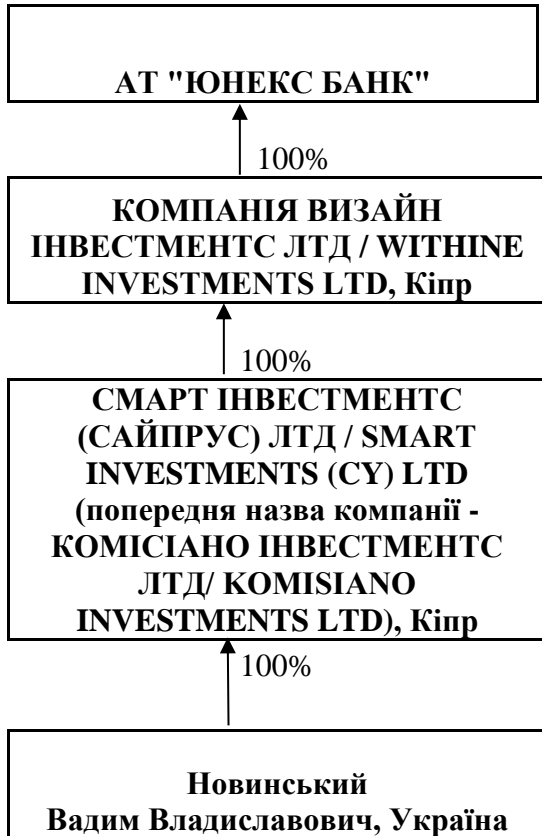 АТ "ЮНЕКС БАНК"
100%
КОМПАНІЯ ВИЗАЙН
ІНВЕСТМЕНТС ЛТД / WITHINE
INVESTMENTS LTD, Кіпр
100%
СМАРТ ІНВЕСТМЕНТС
(САЙПРУС) ЛТД / SMART
INVESTMENTS (CY) LTD
(попередня назва компанії -
КОМІСІАНО ІНВЕСТМЕНТС
ЛТД/ KOMISIANO
INVESTMENTS LTD), Кіпр
100%
Новинський
Вадим Владиславович, Україна